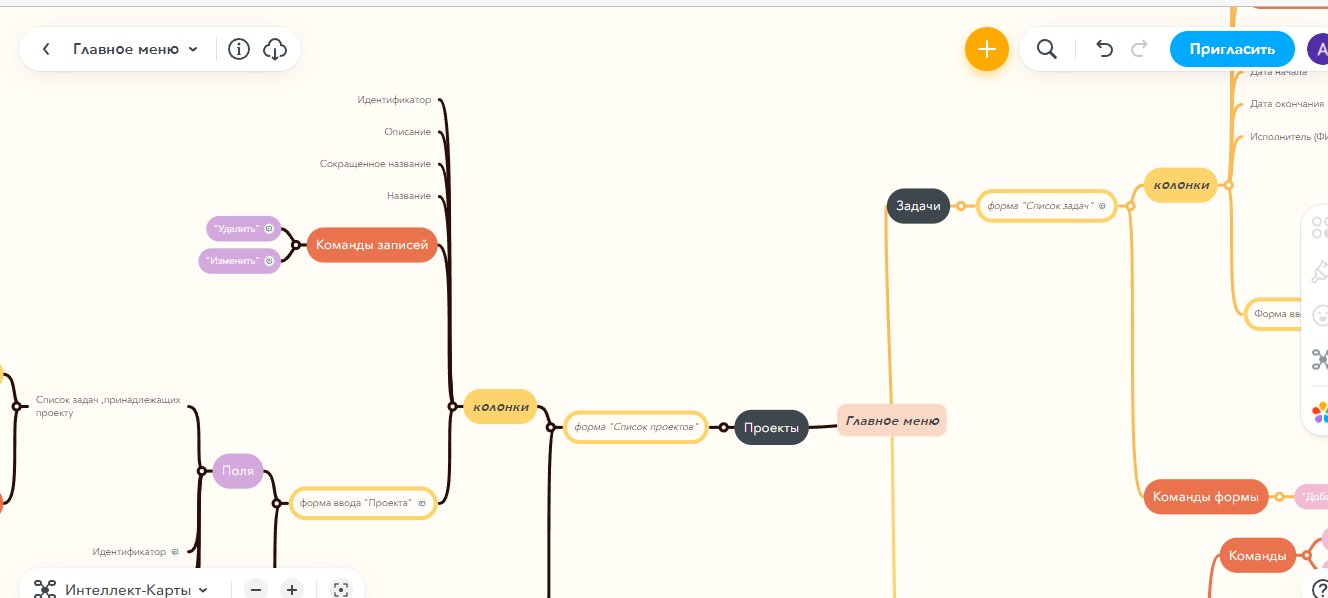 Главное меню
Пригласить
A
Идентификатор
Описание
Сокращенное название
Название
"Удалить"
"Изменить"
Команды записей
Список задач ,принадлежащих
проекту
Поля
Идентификатор
форма ввода "Проекта"
колонки
форма "Список проектов"
Проекты
Главное меню
Задачи
форма "Список задач"
колонки
Дата начала
Дата окончания
Исполнитель (ФИ
Форма вв
Команды формы
"Доба
Команды
Интеллект-Карты